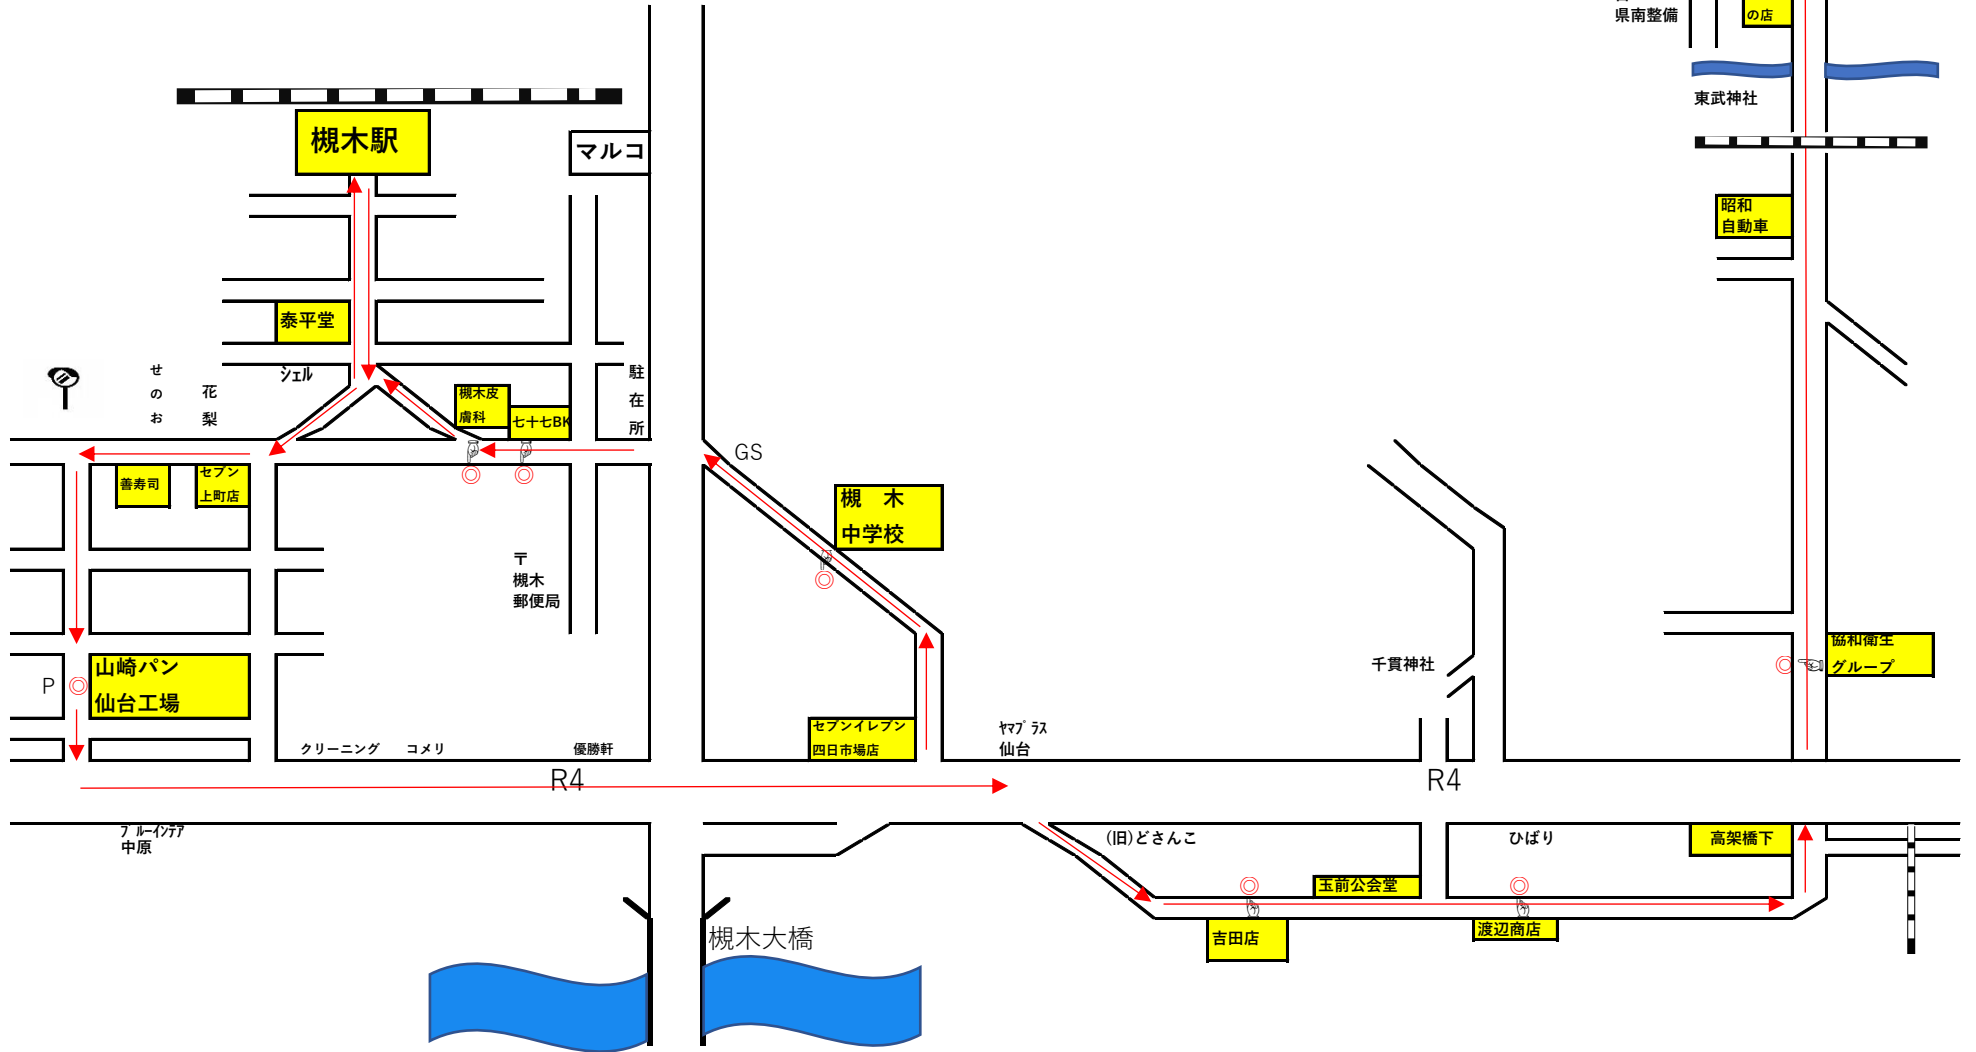 県南整備
の店
東武神社
槻木駅
マルコ
昭和
自動車
泰平堂
シェル
せのお
花梨
槻木皮
膚科
七十七BK
駐在所
GS
善寿司
セブン
上町店
槻 木
中学校
〒
槻木
郵便局
協和衛生
グループ
千貫神社
P
山崎パン
仙台工場
クリーニング
コメリ
優勝軒
セブンイレブン
四日市場店
ﾔﾏﾌﾟﾗｽ
仙台
R4
R4
ﾌﾞﾙｰｲﾝﾃｱ
中原
(旧)どさんこ
ひばり
高架橋下
玉前公会堂
吉田店
渡辺商店
槻木大橋